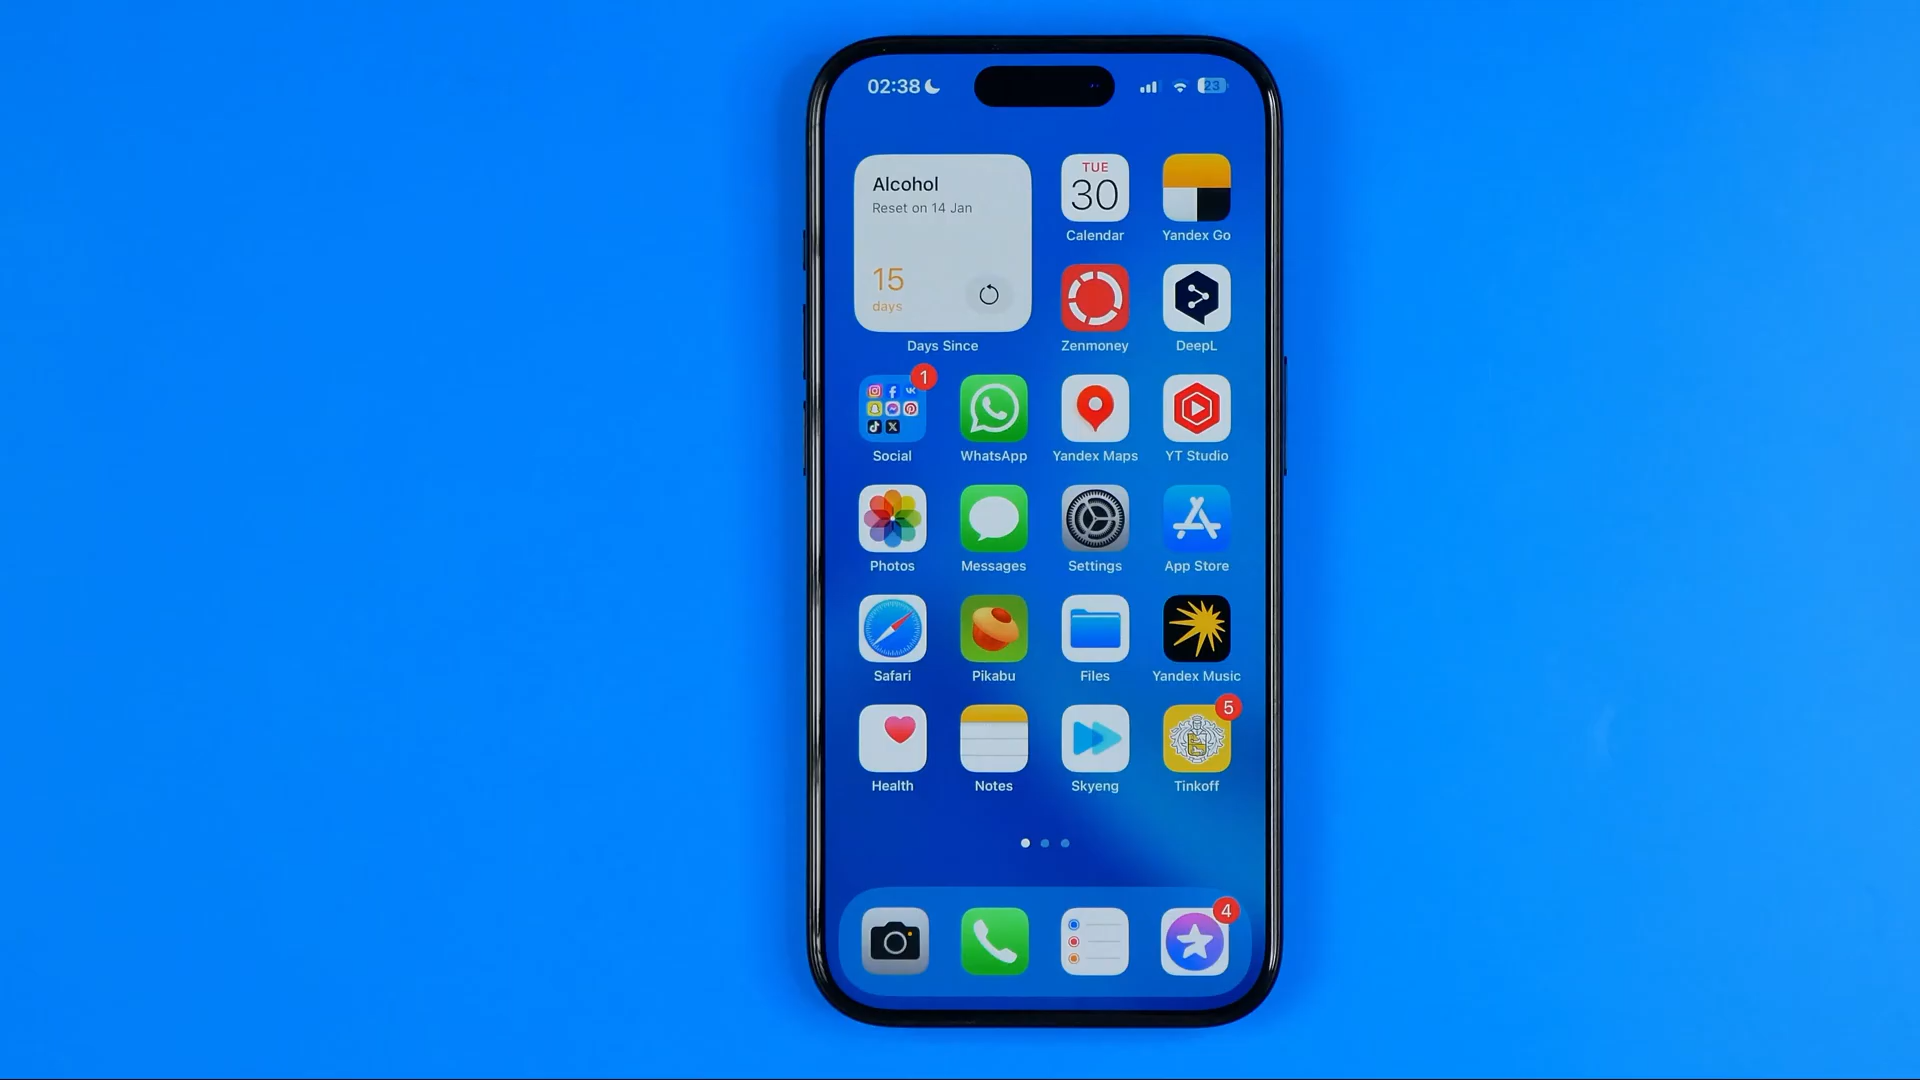 02:38
23
Alcohol
Reset on 14 Jan
15
days
Days Since
TUE
30
Calendar
Yandex Go
Zenmoney
DeepL
1
Social
WhatsApp
Yandex Maps
YT Studio
Photos
Messages
Settings
App Store
Safari
Pikabu
Files
Yandex Music
Health
Notes
Skyeng
5
Tinkoff
4